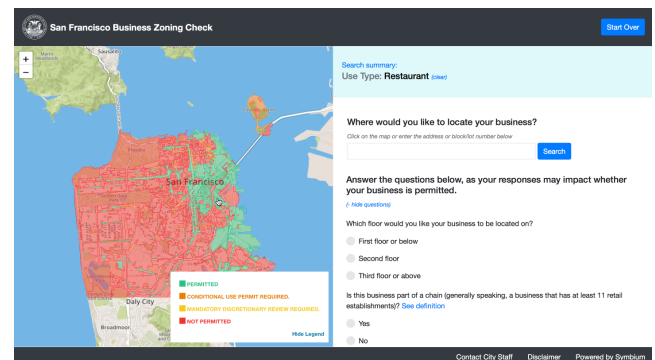 San Francisco Business Zoning Check
Start Over
+
−
Sausalito
San Francisco
Daly City
Broadmoor
PERMITTED
CONDITIONAL USE PERMIT REQUIRED.
MANDATORY DISCRETIONARY REVIEW REQUIRED.
NOT PERMITTED
Hide Legend
Search summary:
Use Type: Restaurant (clear)
Where would you like to locate your business?
Click on the map or enter the address or block/lot number below
Search
Answer the questions below, as your responses may impact whether
your business is permitted.
(- hide questions)
Which floor would you like your business to be located on?
First floor or below
Second floor
Third floor or above
Is this business part of a chain (generally speaking, a business that has at least 11 retail
establishments)? See definition
Yes
No
Contact City Staff
Disclaimer
Powered by Symbium